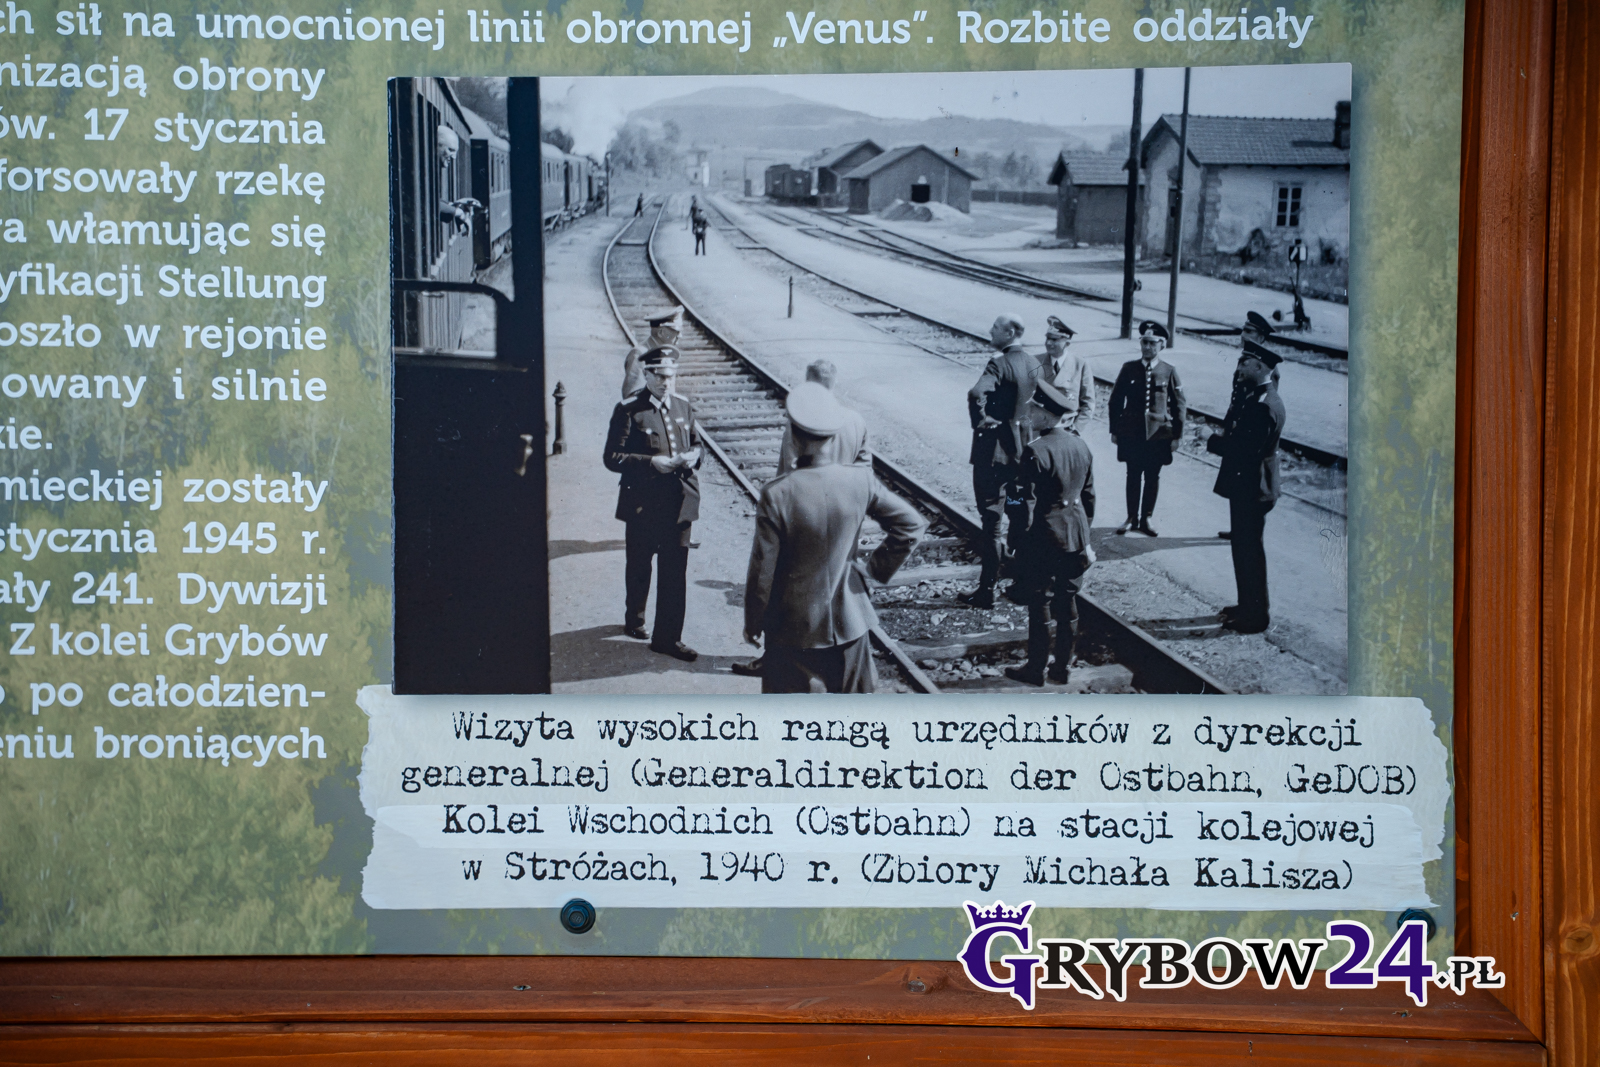 ch sił na umocnionej linii obronnej „Venus”. Rozbite oddziały
nizacją obrony
ów. 17 stycznia
forsowały rzekę
ra włamując się
yfikacji Stellung
oszło w rejonie
owany i silnie
kie.
mieckiej zostały
stycznia 1945 r.
ały 241. Dywizji
Z kolei Grybów
o po całodzien-
eniu broniących
Wizyta wysokich rangą urzędników z dyrekcji
generalnej (Generaldirektion der Ostbahn, GeDOB)
Kolei Wschodnich (Ostbahn) na stacji kolejowej
w Stróżach, 1940 r. (Zbiory Michała Kalisza)
GRYBOW24.PL